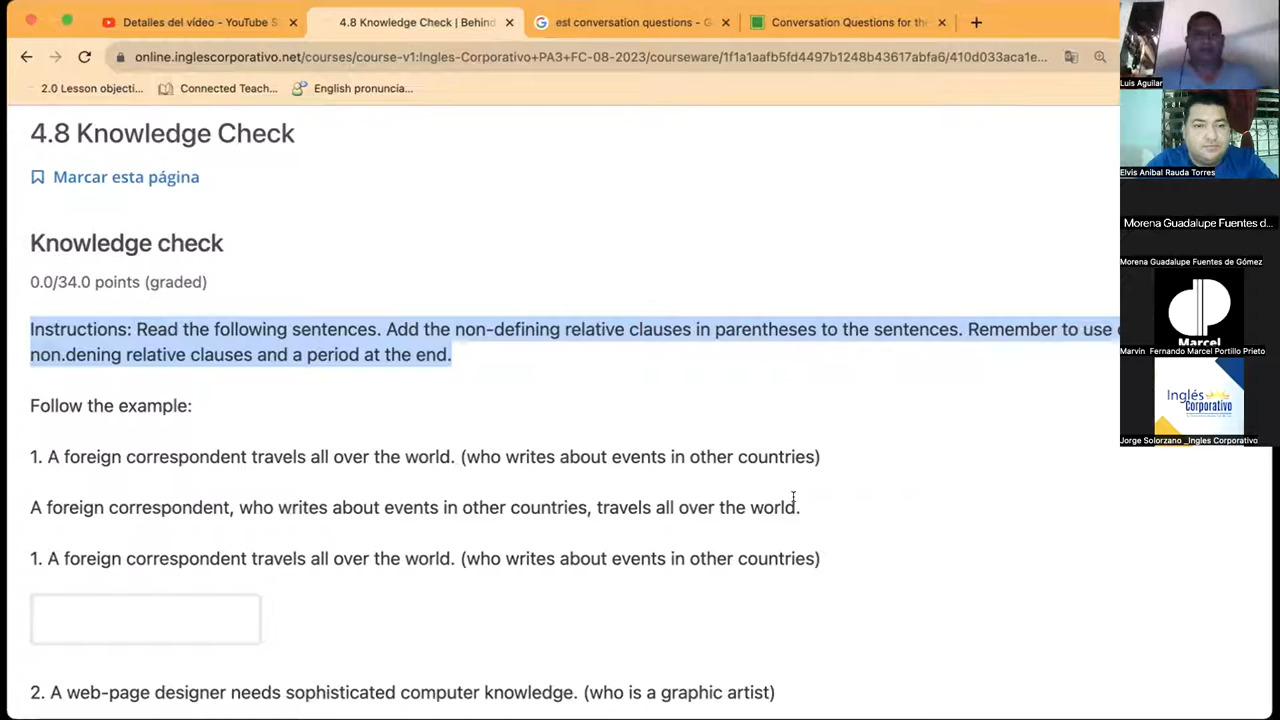 Detalles del vídeo - YouTube S
4.8 Knowledge Check | Behind
est conversation questions - G
Conversation Questions for the
online.inglescorporativo.net/courses/course-v1:Ingles-Corporativo+PA3+FC-08-2023/courseware/1f1a1aafb5fd4497b1248b43617abfa6/410d033aca1e...
2.0 Lesson objecti...
Connected Teach...
English pronuncia...
4.8 Knowledge Check
Marcar esta página
Knowledge check
0.0/34.0 points (graded)
Instructions: Read the following sentences. Add the non-defining relative clauses in parentheses to the sentences. Remember to use
non.dening relative clauses and a period at the end.
Follow the example:
1. A foreign correspondent travels all over the world. (who writes about events in other countries)
A foreign correspondent, who writes about events in other countries, travels all over the world.
1. A foreign correspondent travels all over the world. (who writes about events in other countries)
2. A web-page designer needs sophisticated computer knowledge. (who is a graphic artist)
Luis Aguilar
Elvis Anibal Rauda Torres
Morena Guadalupe Fuentes d...
Morena Guadalupe Fuentes de Gómez
Marcel
Marvin Fernando Marcel Portillo Prieto
Inglés
Corporativo
Jorge Solorzano _Ingles Corporativo